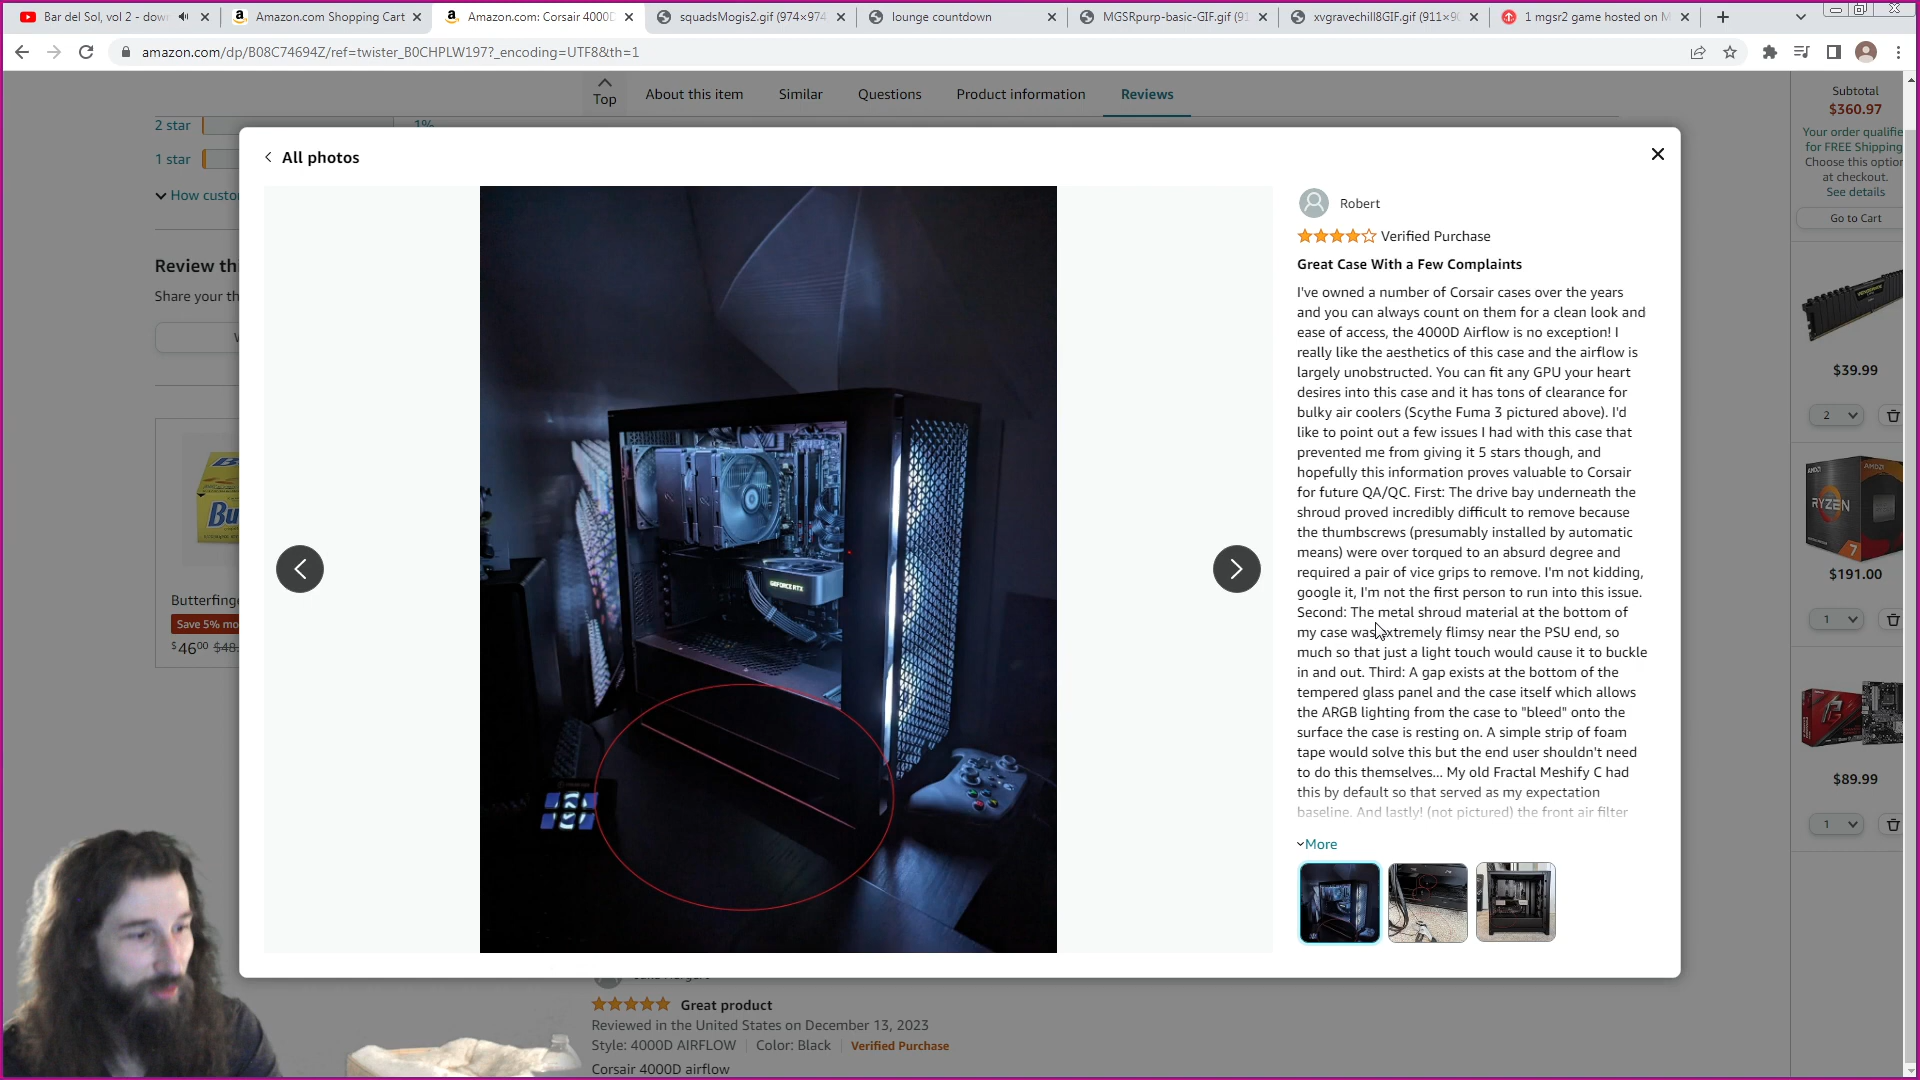 Bar del Sol, vol 2 - dow
Amazon.com Shopping Cart
Amazon.com: Corsair 4000D
squadsMogis2.gif (974×974
lounge countdown
MGSRpurp-basic-GIF.gif (91
xvgravechill8GIF.gif (911×90
1 mgsr2 game hosted on M
amazon.com/dp/B08C74694Z/ref=twister_B0CHPLW197?_encoding=UTF8&th=1
Top
About this item
Similar
Questions
Product information
Reviews
2 star
1%
1 star
How custo
Review thi
Share your th
W
Butterfinge
Save 5% mo
$46⁰⁰ $48.
All photos
GEFORCE RTX
Robert
Verified Purchase
Great Case With a Few Complaints
I've owned a number of Corsair cases over the years
and you can always count on them for a clean look and
ease of access, the 4000D Airflow is no exception! I
really like the aesthetics of this case and the airflow is
largely unobstructed. You can fit any GPU your heart
desires into this case and it has tons of clearance for
bulky air coolers (Scythe Fuma 3 pictured above). I'd
like to point out a few issues I had with this case that
prevented me from giving it 5 stars though, and
hopefully this information proves valuable to Corsair
for future QA/QC. First: The drive bay underneath the
shroud proved incredibly difficult to remove because
the thumbscrews (presumably installed by automatic
means) were over torqued to an absurd degree and
required a pair of vice grips to remove. I'm not kidding,
google it, I'm not the first person to run into this issue.
Second: The metal shroud material at the bottom of
my case was extremely flimsy near the PSU end, so
much so that just a light touch would cause it to buckle
in and out. Third: A gap exists at the bottom of the
tempered glass panel and the case itself which allows
the ARGB lighting from the case to "bleed" onto the
surface the case is resting on. A simple strip of foam
tape would solve this but the end user shouldn't need
to do this themselves... My old Fractal Meshify C had
this by default so that served as my expectation
baseline. And lastly! (not pictured) the front air filter
More
Great product
Reviewed in the United States on December 13, 2023
Style: 4000D AIRFLOW
Color: Black
Verified Purchase
Corsair 4000D airflow
Subtotal
$360.97
Your order qualifie
for FREE Shipping
Choose this option
at checkout.
See details
Go to Cart
$39.99
2
AMD
RYZEN
7
$191.00
1
$89.99
1